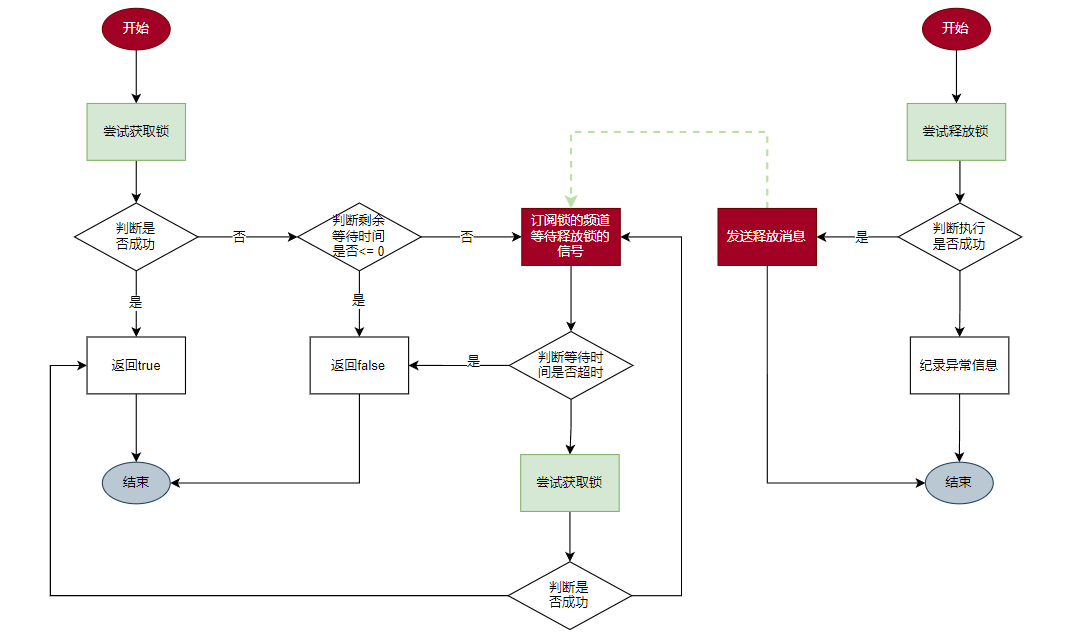 开始
开始
尝试获取锁
尝试释放锁
判断是
否成功
否
判断剩余
等待时间
是否<= 0
否
订阅锁的频道
等待释放锁的
信号
发送释放消息
是
判断执行
是否成功
是
是
返回true
返回false
是
判断等待时
间是否超时
纪录异常信息
结束
尝试获取锁
结束
判断是
否成功